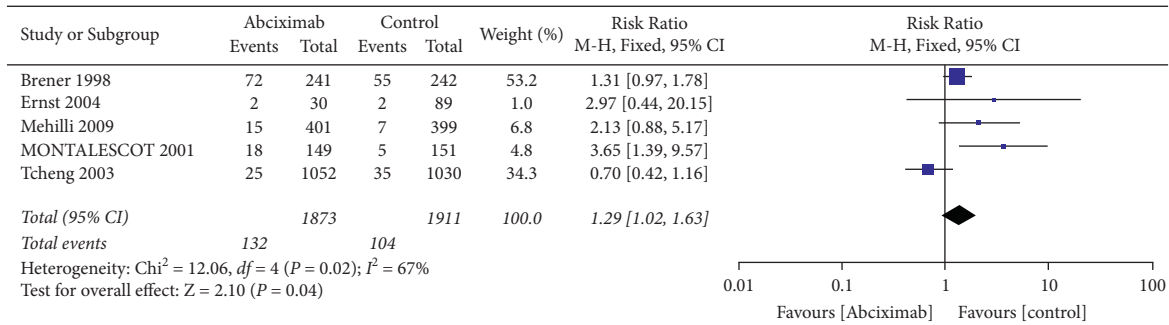 Study or Subgroup Abciximab Control Weight (%) Risk Ratio Risk Ratio
Events Total Events Total M-H, Fixed, 95% CI M-H, Fixed, 95% CI
Brener 1998 72 241 55 242 53.2 1.31 [0.97, 1.78]
Ernst 2004 2 30 2 89 1.0 2.97 [0.44, 20.15]
Mehilli 2009 15 401 7 399 6.8 2.13 [0.88, 5.17]
MONTALESCOT 2001 18 149 5 151 4.8 3.65 [1.39, 9.57]
Tcheng 2003 25 1052 35 1030 34.3 0.70 [0.42, 1.16]
Total (95% CI) 1873 1911 100.0 1.29 [1.02, 1.63]
Total events 132 104
Heterogeneity: Chi² = 12.06, df = 4 (P = 0.02); I² = 67%
Test for overall effect: Z = 2.10 (P = 0.04)
0.01 0.1 1 10 100
Favours [Abciximab] Favours [control]